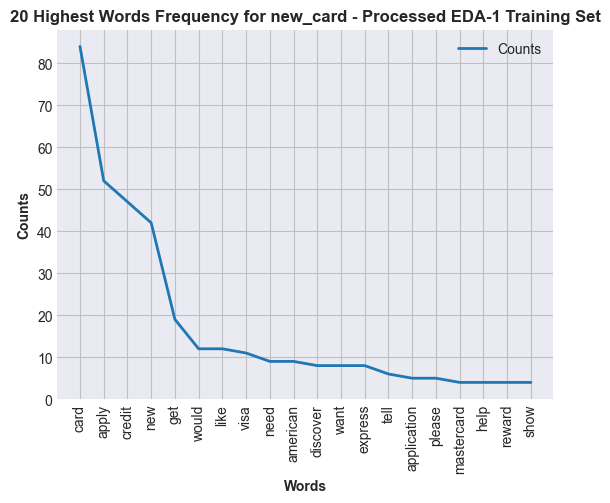 20 Highest Words Frequency for new_card - Processed EDA-1 Training Set
Counts
80
70
60
50
40
30
20
10
0
Counts
card
apply
credit
new
get
would
like
visa
need
american
discover
want
express
tell
application
please
mastercard
help
reward
show
Words